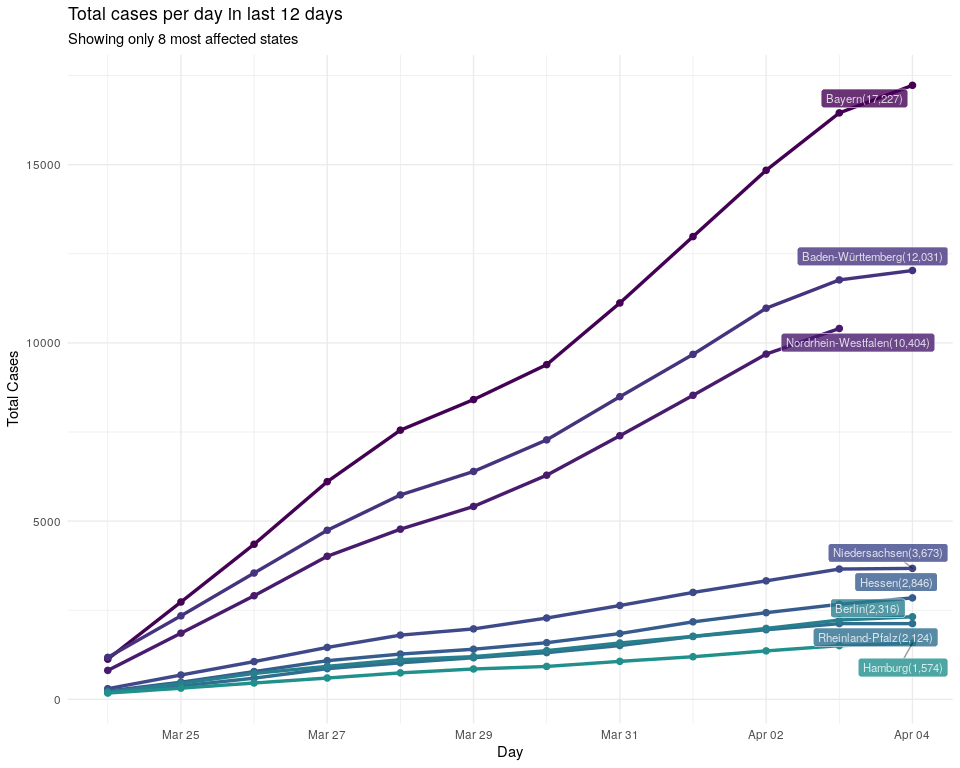 Total cases per day in last 12 days
Showing only 8 most affected states
Bayern(17,227)
15000
Baden-Württemberg(12,031)
10000
Nordrhein-Westfalen(10,404)
Total Cases
5000
Niedersachsen(3,673)
Hessen(2,846)
Berlin(2,316)
Rheinland-Pfalz(2,124)
Hamburg(1,574)
0
Mar 25
Mar 27
Mar 29
Mar 31
Apr 02
Apr 04
Day